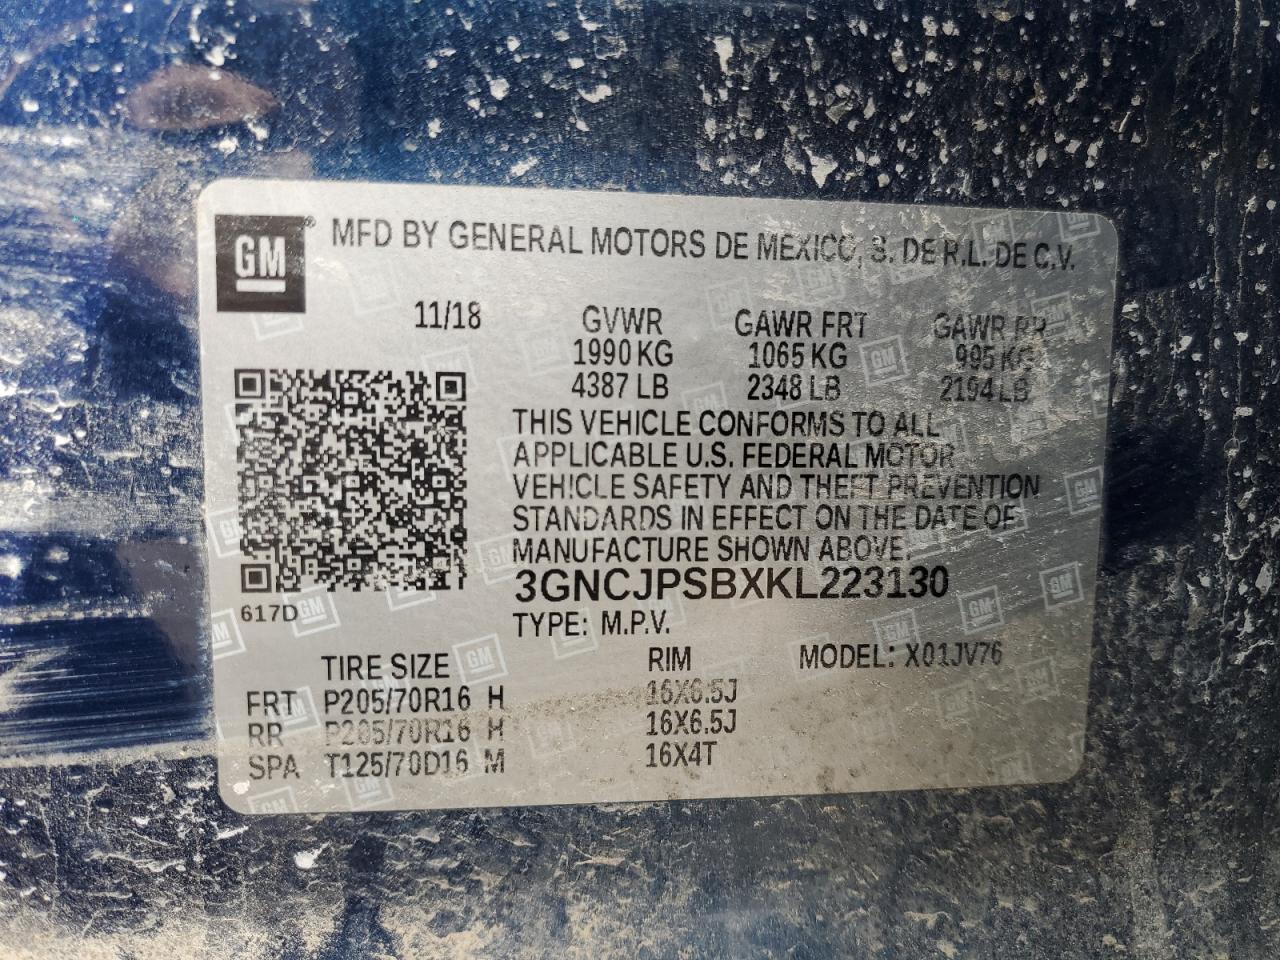 GM ® MFD BY GENERAL MOTORS DE MEXICO, S. DE R.L. DE C.V.
11/18 GVWR GAWR FRT GAWR RR
1990 KG 1065 KG 995 KG
4387 LB 2348 LB 2194 LB
THIS VEHICLE CONFORMS TO ALL
APPLICABLE U.S. FEDERAL MOTOR
VEHICLE SAFETY AND THEFT PREVENTION
STANDARDS IN EFFECT ON THE DATE OF
MANUFACTURE SHOWN ABOVE.
3GNCJPSBXKL223130
617D
TYPE: M.P.V.
TIRE SIZE RIM MODEL: X01JV76
FRT P205/70R16 H 16X6.5J
RR P205/70R16 H 16X6.5J
SPA T125/70D16 M 16X4T